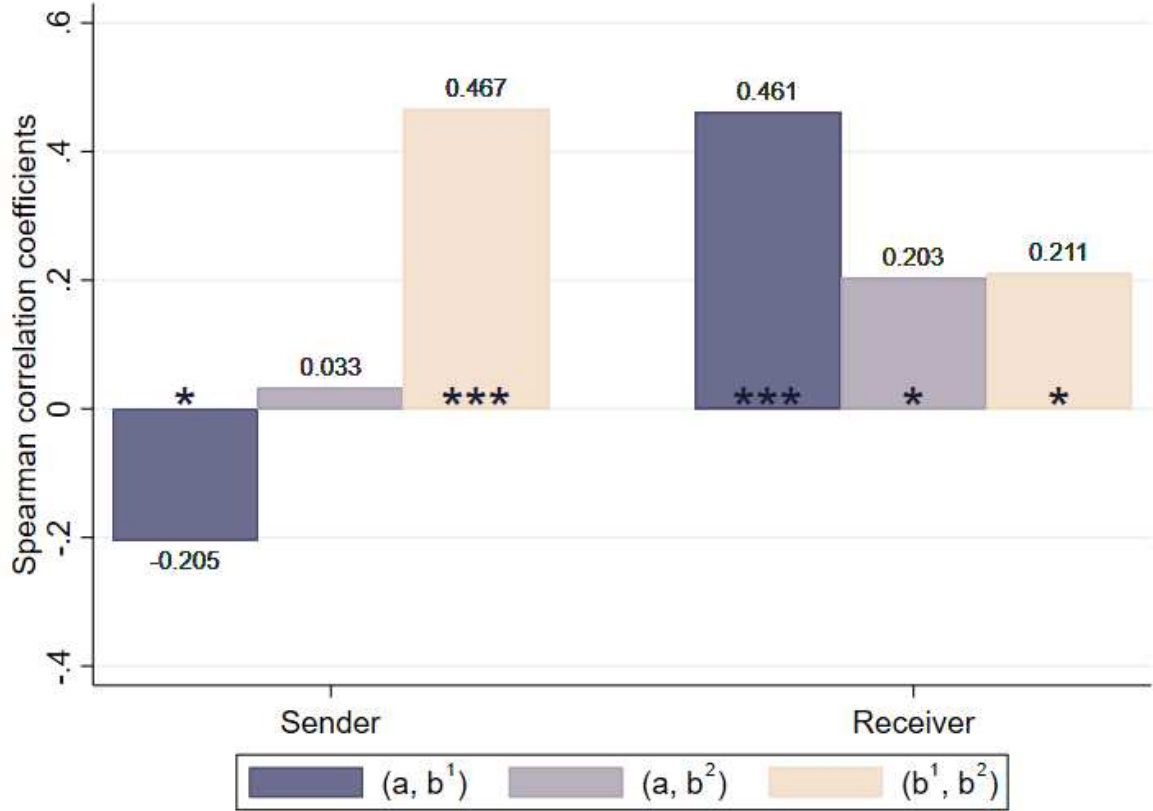 Spearman correlation coefficients
.6
.4
.2
0
-.2
-.4
0.467
0.461
0.203
0.211
0.033
-0.205
*
***
***
*
*
Sender
Receiver
(a, b¹)
(a, b²)
(b¹, b²)